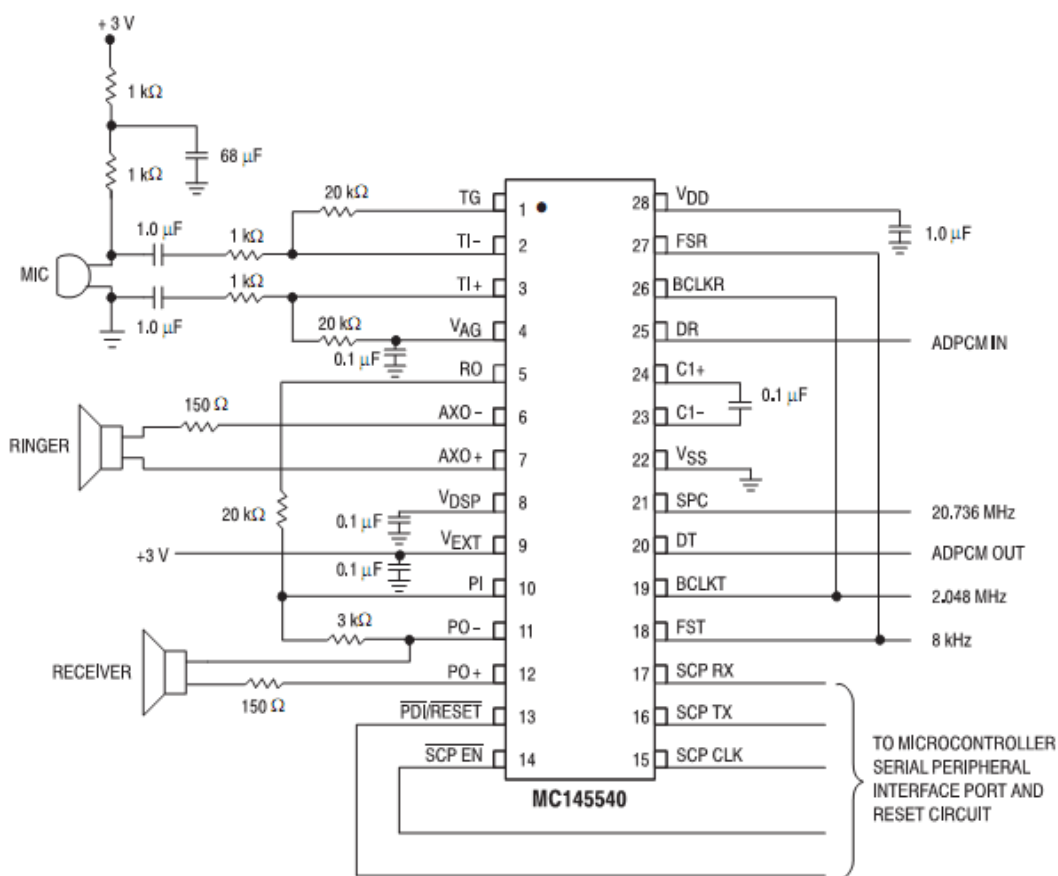 + 3 V
1 kΩ
68 µF
1 kΩ
20 kΩ
1.0 µF
1 kΩ
MIC
1 kΩ
1.0 µF
20 kΩ
0.1 µF
150 Ω
RINGER
20 kΩ
0.1 µF
+3 V
0.1 µF
3 kΩ
RECEIVER
150 Ω
TG
1
TI-
2
TI+
3
VAG
4
RO
5
AXO-
6
AXO+
7
VDSP
8
VEXT
9
PI
10
PO-
11
PO+
12
PDI/RESET
13
SCP EN
14
28
VDD
1.0 µF
27
FSR
26
BCLKR
25
DR
ADPCM IN
24
C1+
0.1 µF
23
C1-
22
VSS
21
SPC
20.736 MHz
20
DT
ADPCM OUT
19
BCLKT
2.048 MHz
18
FST
8 kHz
17
SCP RX
16
SCP TX
15
SCP CLK
TO MICROCONTROLLER
SERIAL PERIPHERAL
INTERFACE PORT AND
RESET CIRCUIT
MC145540